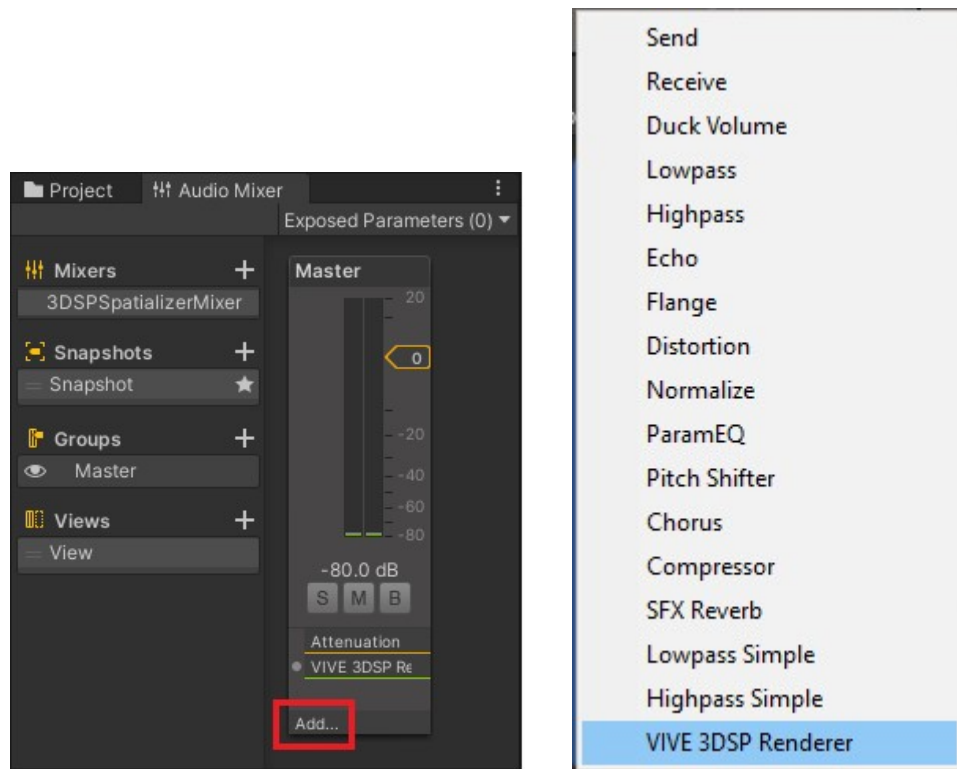 Project
Audio Mixer
Exposed Parameters (0)
Mixers
3DSPSpatializerMixer
Snapshots
Snapshot
Groups
Master
Views
View
Master
20
0
-20
-40
-60
-80
-80.0 dB
S M B
Attenuation
VIVE 3DSP Re
Add...
Send
Receive
Duck Volume
Lowpass
Highpass
Echo
Flange
Distortion
Normalize
ParamEQ
Pitch Shifter
Chorus
Compressor
SFX Reverb
Lowpass Simple
Highpass Simple
VIVE 3DSP Renderer